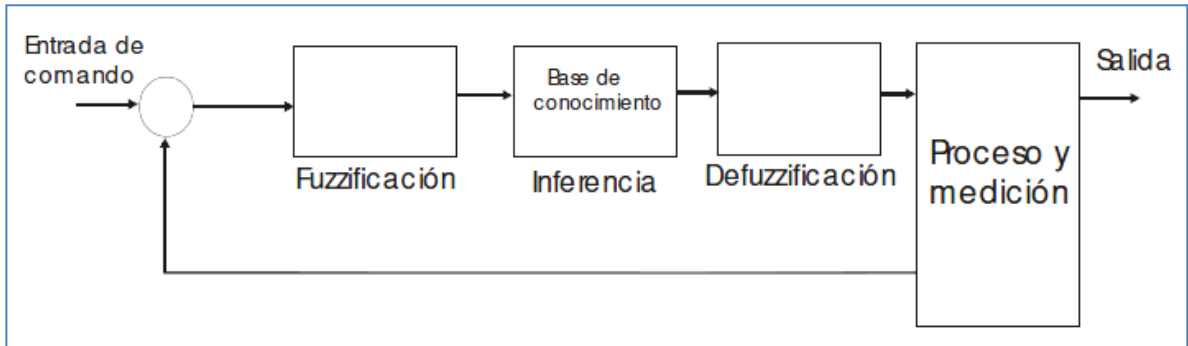 Entrada de
comando
Base de
conocimiento
Fuzzificación
Inferencia
Defuzzificación
Proceso y
medición
Salida